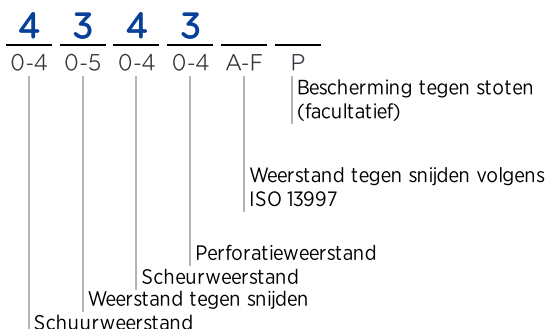 4 3 4 3
0-4 0-5 0-4 0-4 A-F P
Bescherming tegen stoten
(facultatief)
Weerstand tegen snijden volgens
ISO 13997
Perforatieweerstand
Scheurweerstand
Weerstand tegen snijden
Schuurweerstand